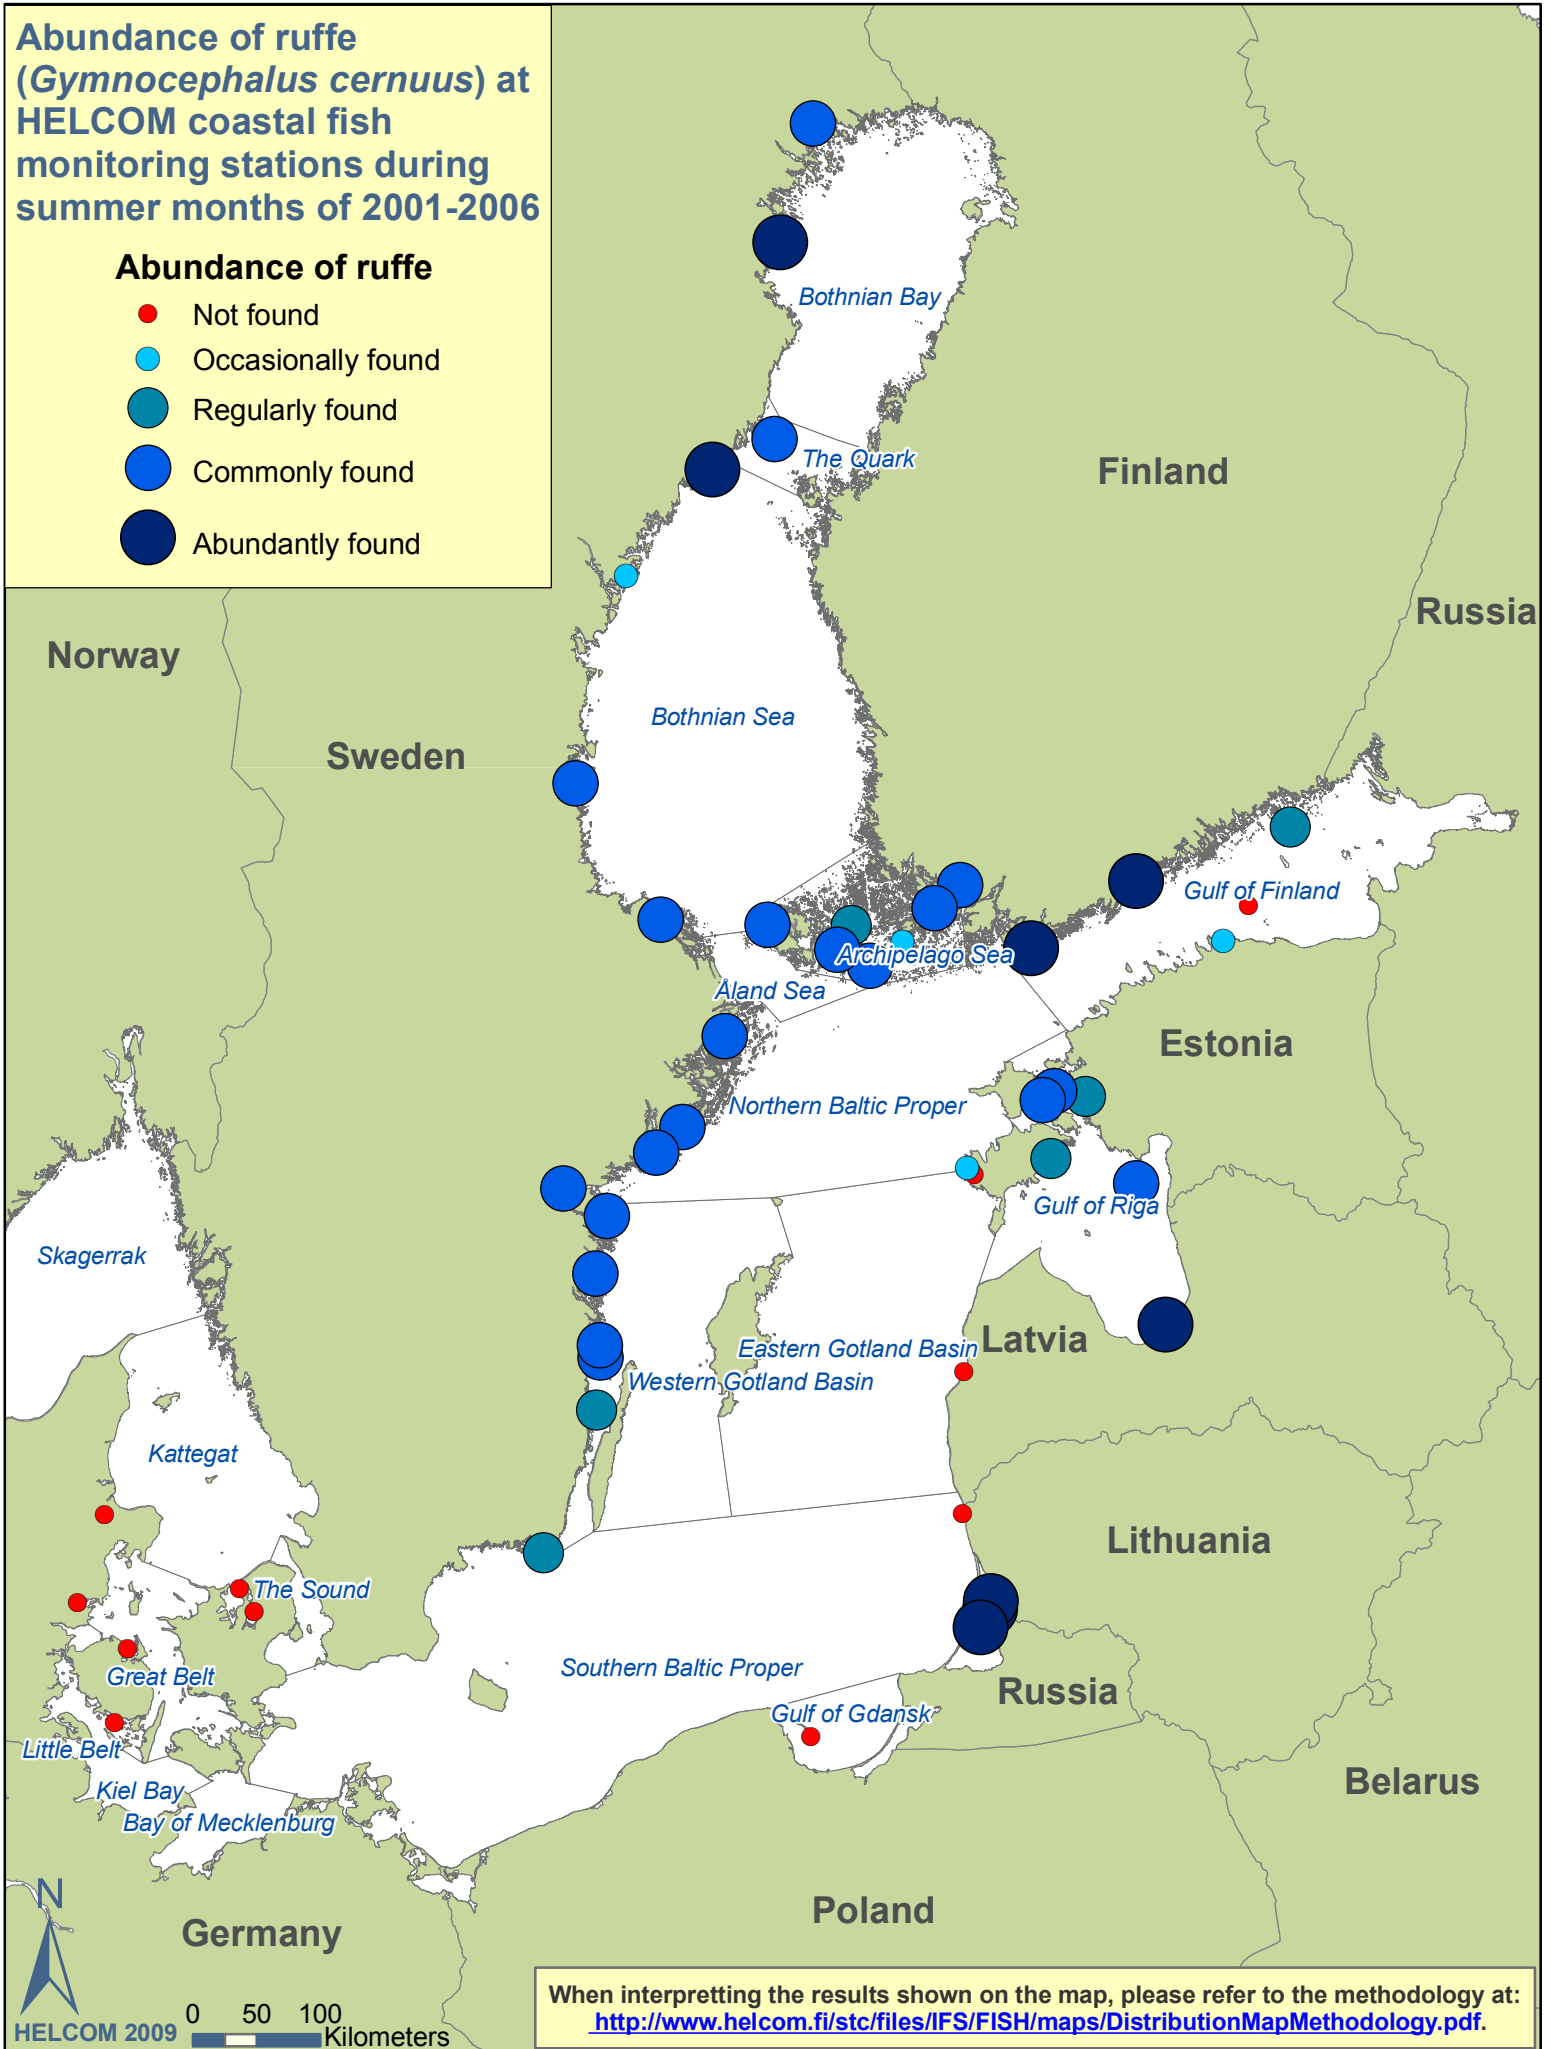 Abundance of ruffe
(Gymnocephalus cernuus) at
HELCOM coastal fish
monitoring stations during
summer months of 2001-2006
Abundance of ruffe
Not found
Occasionally found
Regularly found
Commonly found
Abundantly found
Bothnian Bay
The Quark
Finland
Russia
Norway
Sweden
Bothnian Sea
Gulf of Finland
Archipelago Sea
Åland Sea
Estonia
Northern Baltic Proper
Gulf of Riga
Skagerrak
Latvia
Eastern Gotland Basin
Western Gotland Basin
Kattegat
Lithuania
The Sound
Southern Baltic Proper
Great Belt
Russia
Gulf of Gdansk
Little Belt
Kiel Bay
Belarus
Bay of Mecklenburg
N
Poland
Germany
0 50 100
Kilometers
HELCOM 2009
When interpretting the results shown on the map, please refer to the methodology at:
http://www.helcom.fi/stc/files/IFS/FISH/maps/DistributionMapMethodology.pdf.